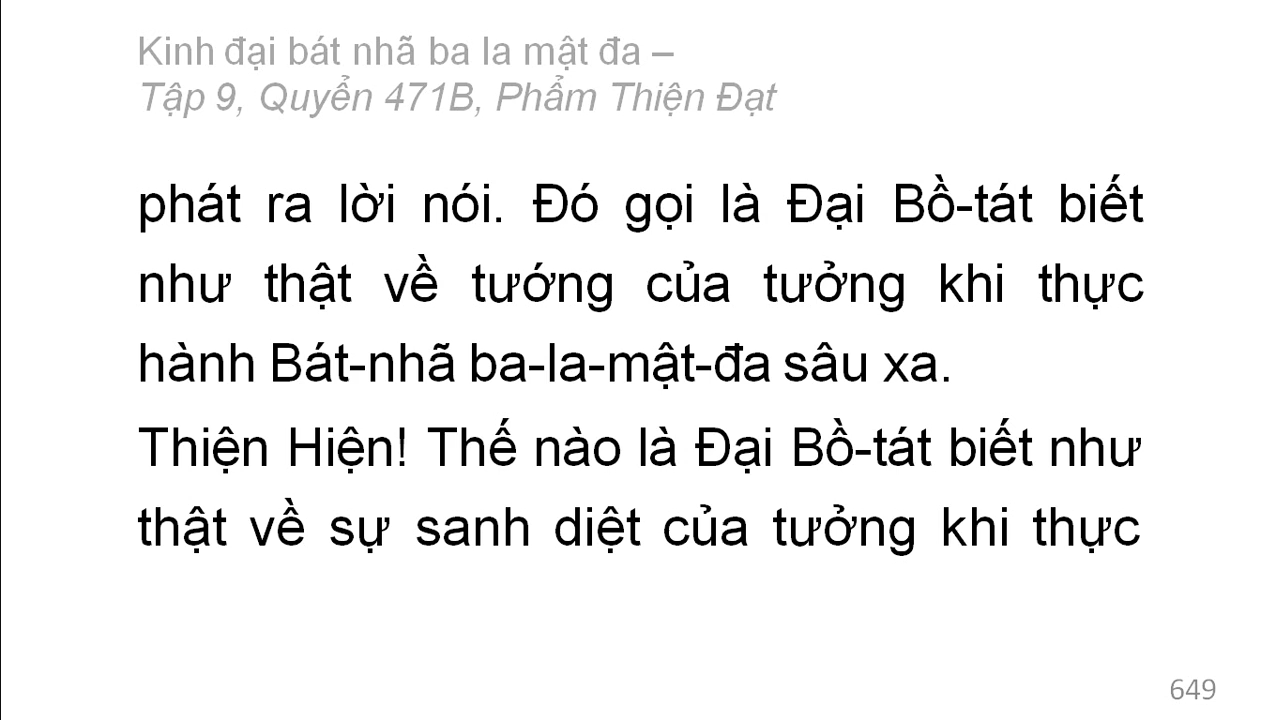 Kinh đại bát nhã ba la mật đa –
Tập 9, Quyển 471B, Phẩm Thiện Đạt
phát ra lời nói. Đó gọi là Đại Bồ-tát biết
như thật về tướng của tưởng khi thực
hành Bát-nhã ba-la-mật-đa sâu xa.
Thiện Hiện! Thế nào là Đại Bồ-tát biết như
thật về sự sanh diệt của tưởng khi thực
649